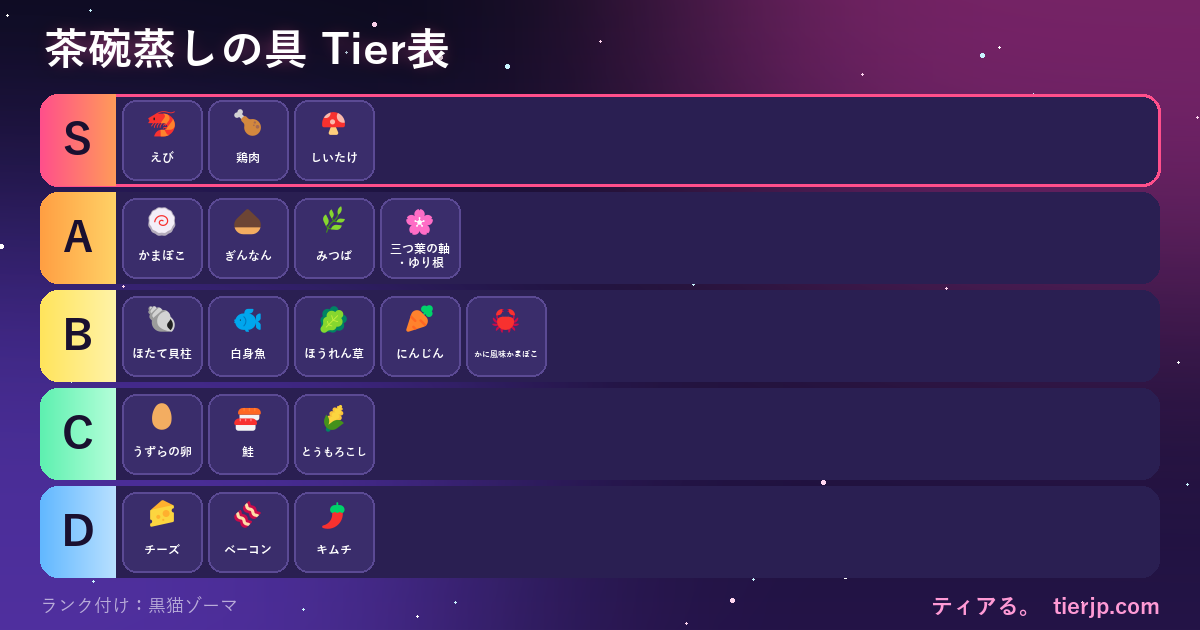 茶碗蒸しの具 Tier表
S
えび
鶏肉
しいたけ
A
かまぼこ
ぎんなん
みつば
三つ葉の軸
・ゆり根
B
ほたて貝柱
白身魚
ほうれん草
にんじん
かに風味かまぼこ
C
うずらの卵
鮭
とうもろこし
D
チーズ
ベーコン
キムチ
ランク付け：黒猫ゾーマ
ティアる。 tierjp.com